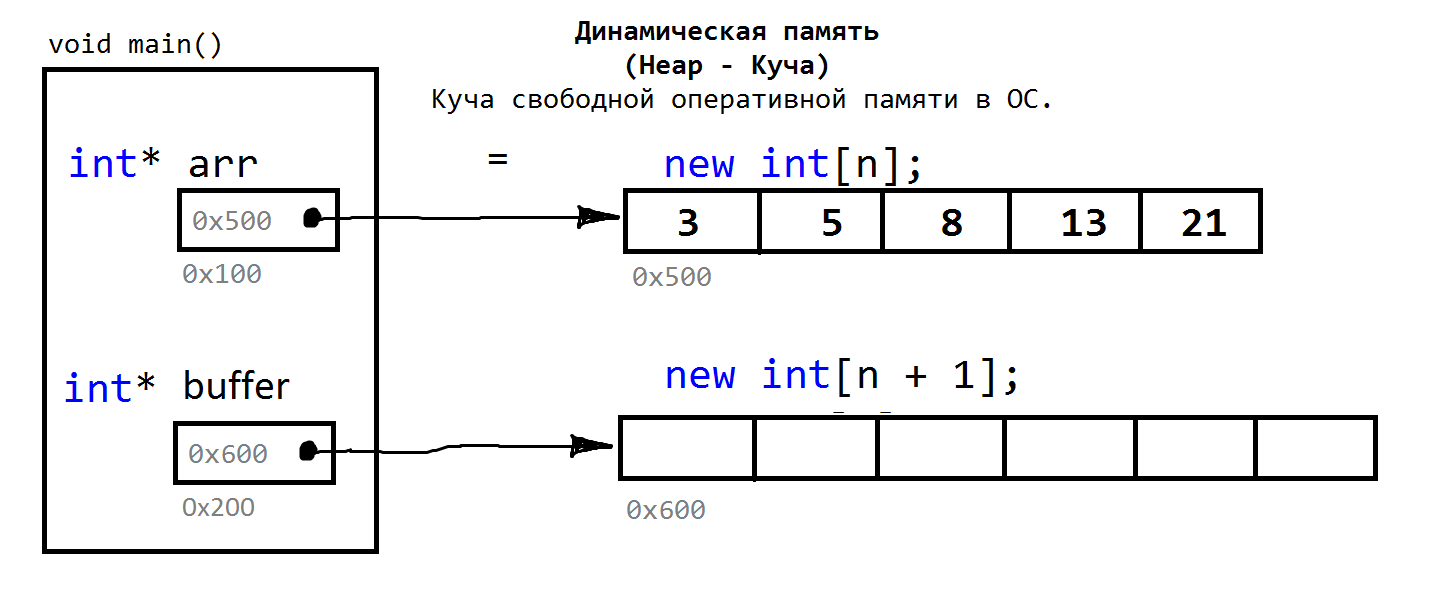 void main()
Динамическая память
(Heap - Куча)
Куча свободной оперативной памяти в ОС.
int* arr = new int[n];
0x500 3 5 8 13 21
0x100 0x500
int* buffer new int[n + 1];
0x600
0x200 0x600